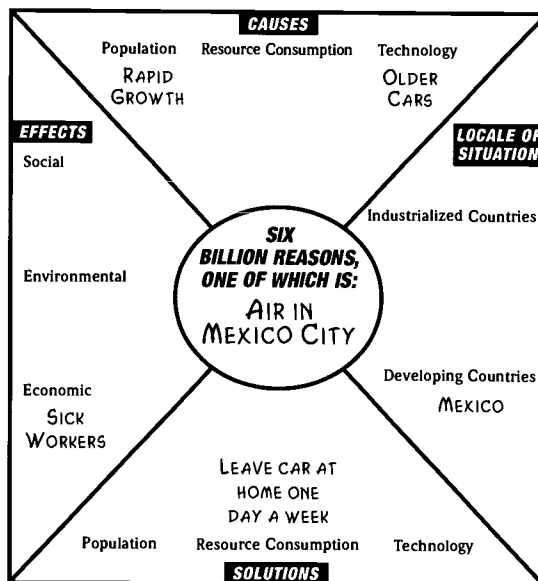 CAUSES
Population Resource Consumption Technology
RAPID
GROWTH
OLDER
CARS
EFFECTS
Social
LOCALE OF
SITUATION
Industrialized Countries
SIX
BILLION REASONS,
ONE OF WHICH IS:
AIR IN
MEXICO CITY
Environmental
Developing Countries
MEXICO
Economic
SICK
WORKERS
LEAVE CAR AT
HOME ONE
DAY A WEEK
Population Resource Consumption Technology
SOLUTIONS